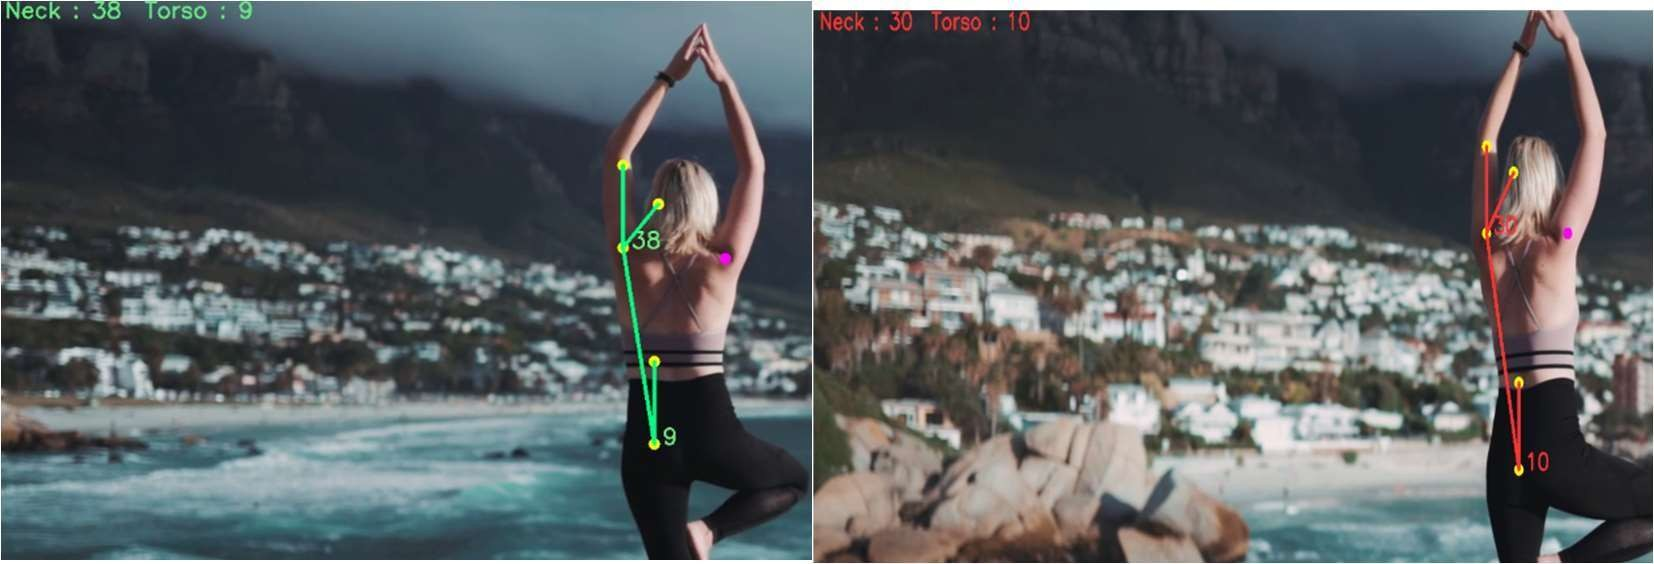 Neck : 38 Torso : 9
38
9
Neck : 30 Torso : 10
30
10